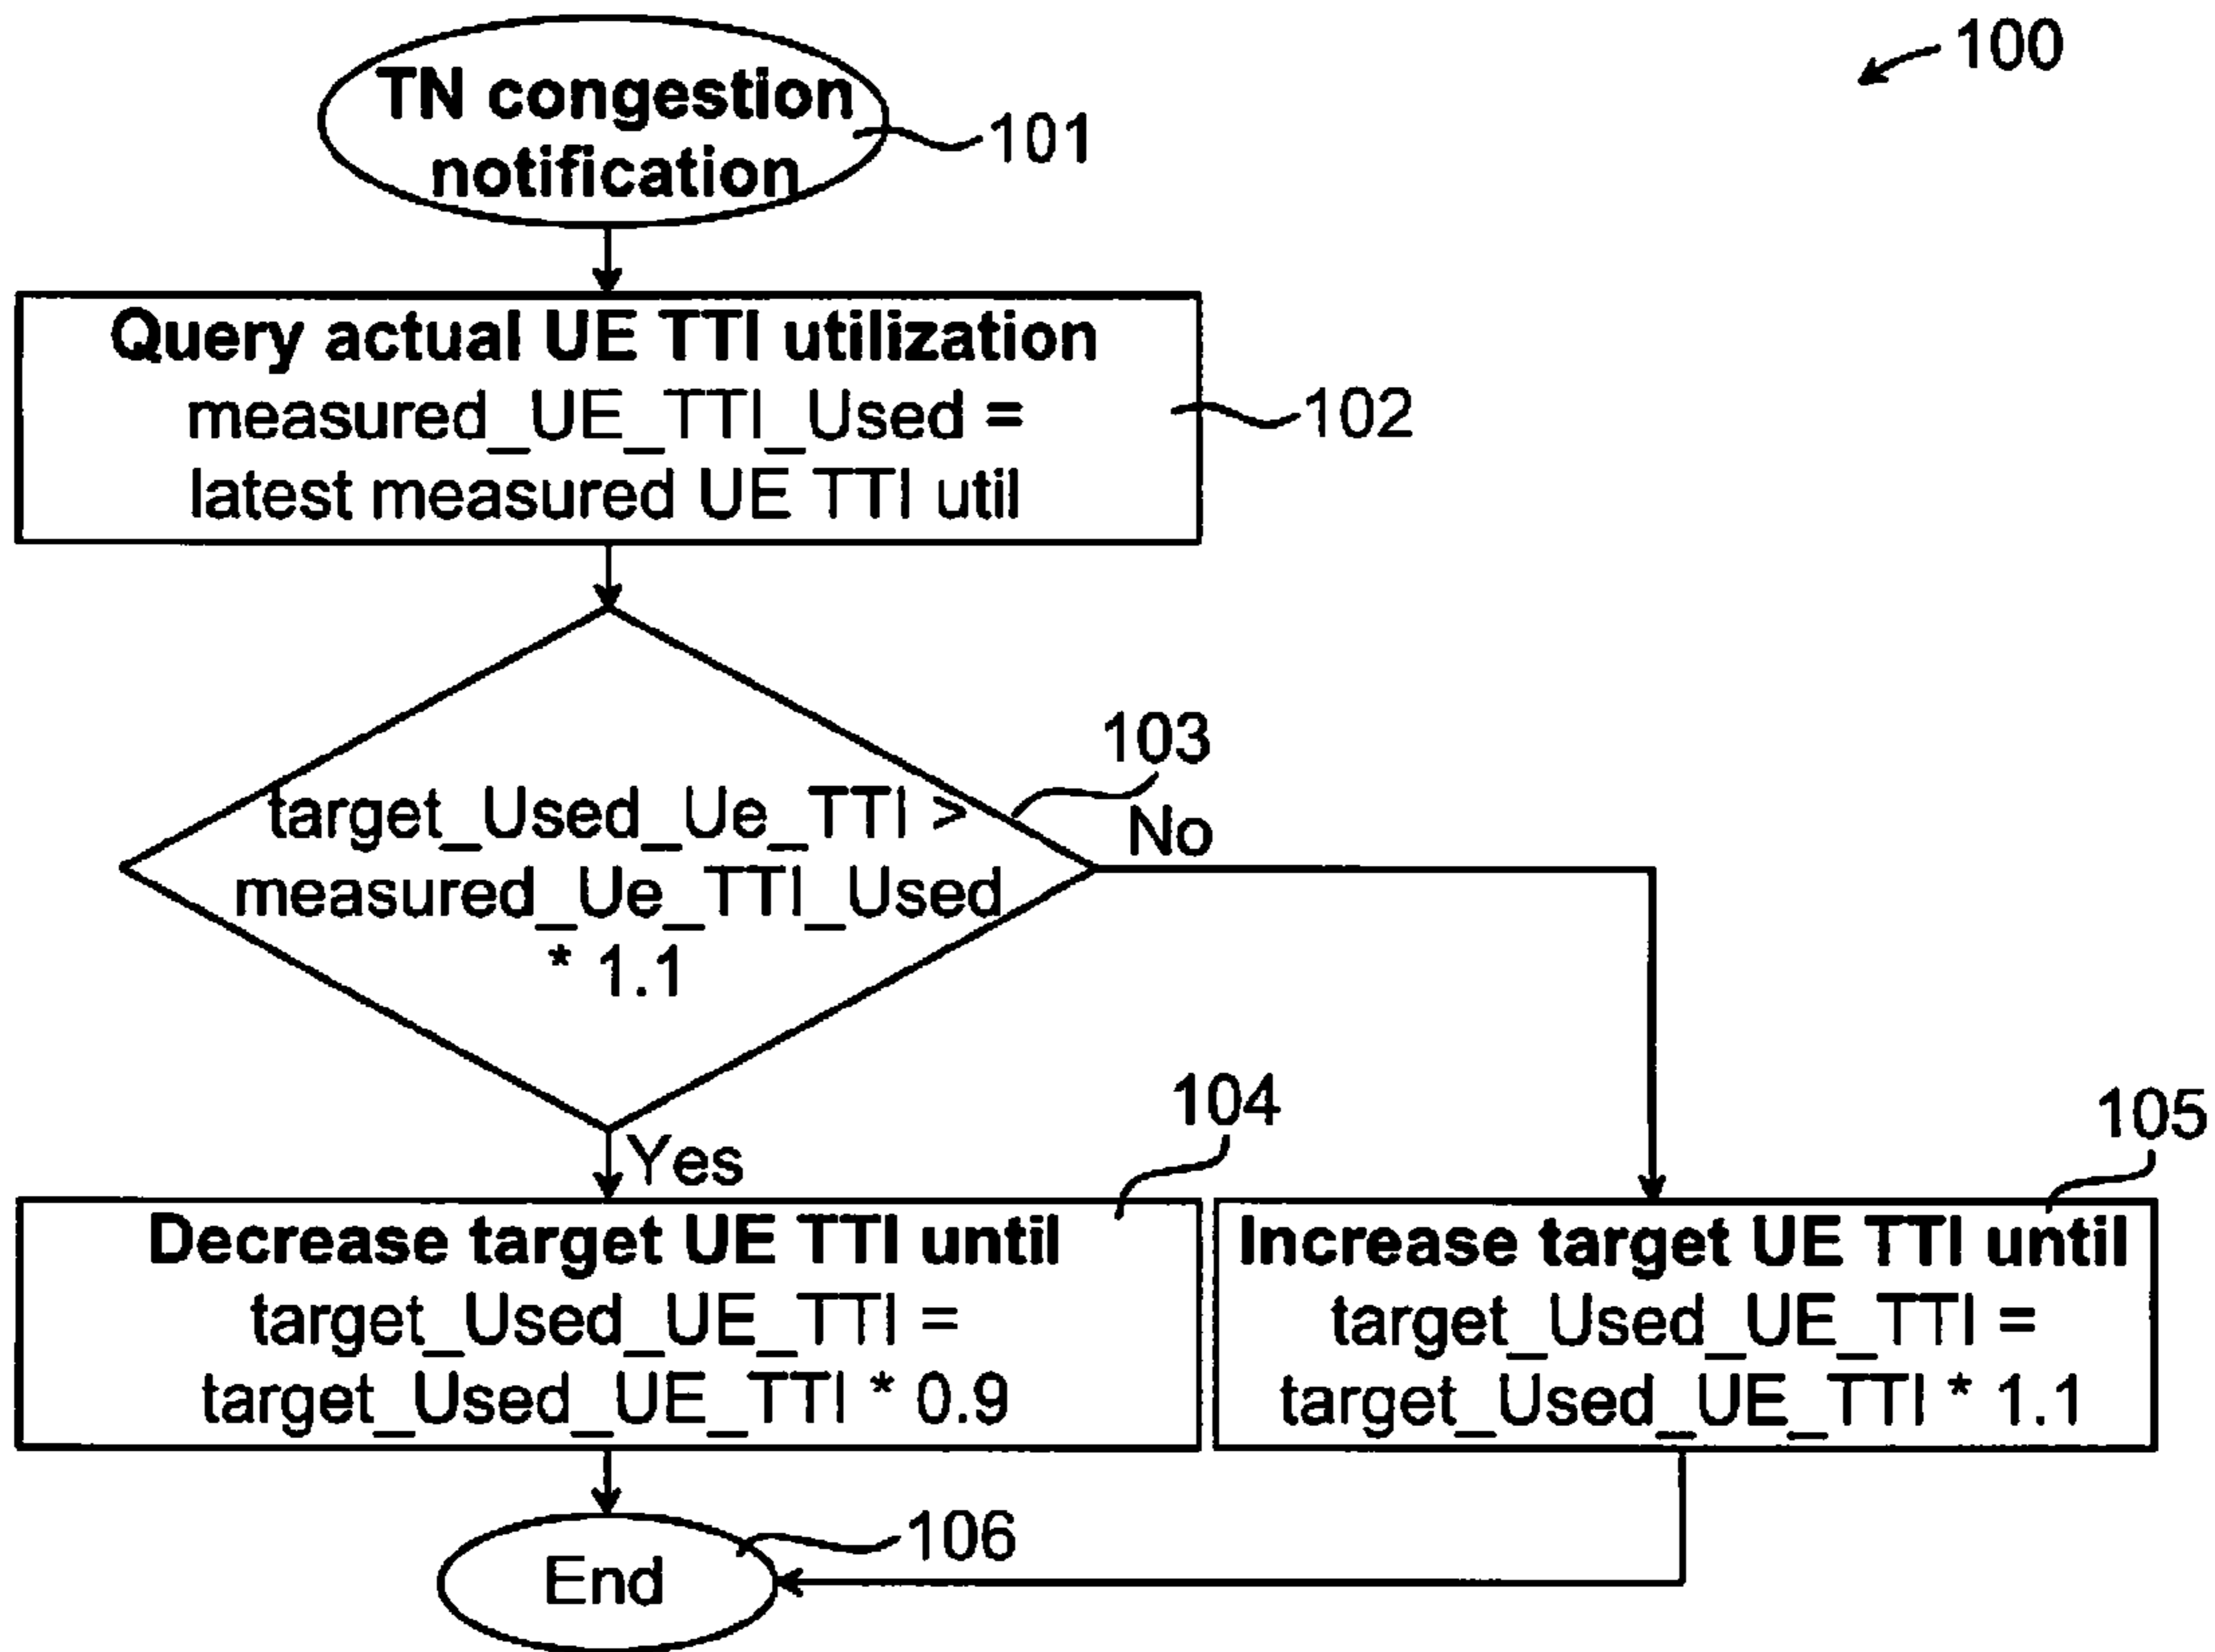 100
TN congestion
notification
101
Query actual UE TTI utilization
measured_UE_TTI_Used =
latest measured UE TTI util
102
103
target_Used_Ue_TTI >
measured_Ue_TTI_Used
* 1.1
No
Yes
104
Decrease target UE TTI until
target_Used_UE_TTI =
target_Used_UE_TTI * 0.9
105
Increase target UE TTI until
target_Used_UE_TTI =
target_Used_UE_TTI * 1.1
106
End